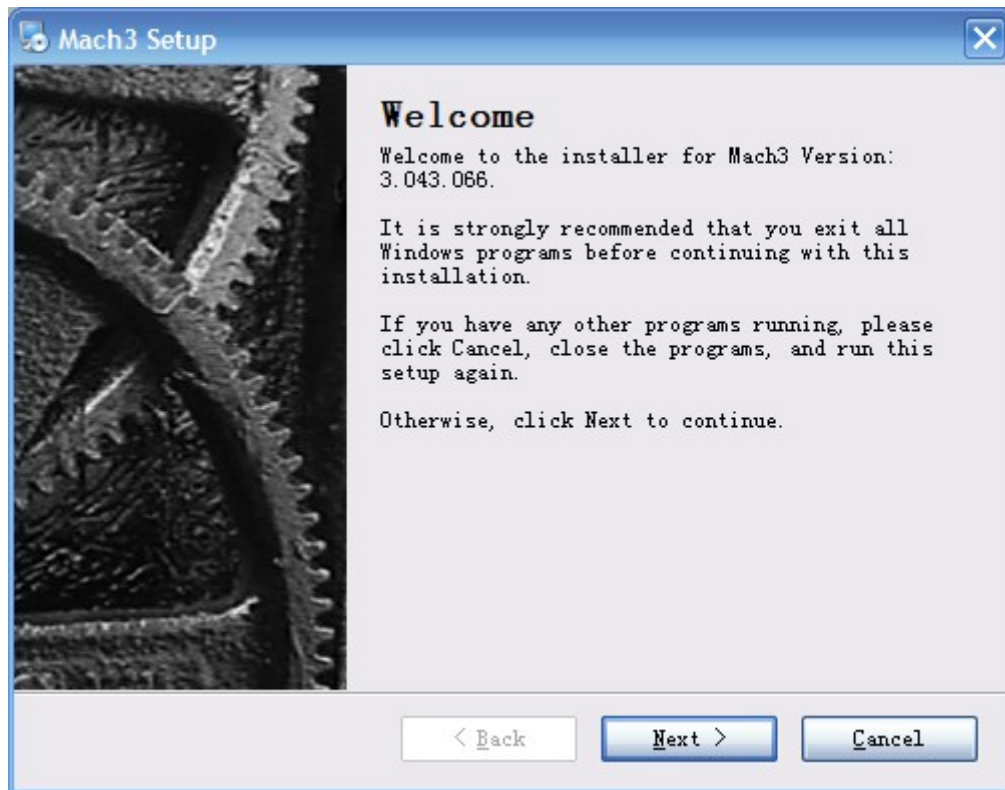 Mach3 Setup
Welcome
Welcome to the installer for Mach3 Version:
3.043.066.
It is strongly recommended that you exit all
Windows programs before continuing with this
installation.
If you have any other programs running, please
click Cancel, close the programs, and run this
setup again.
Otherwise, click Next to continue.
< Back
Next >
Cancel